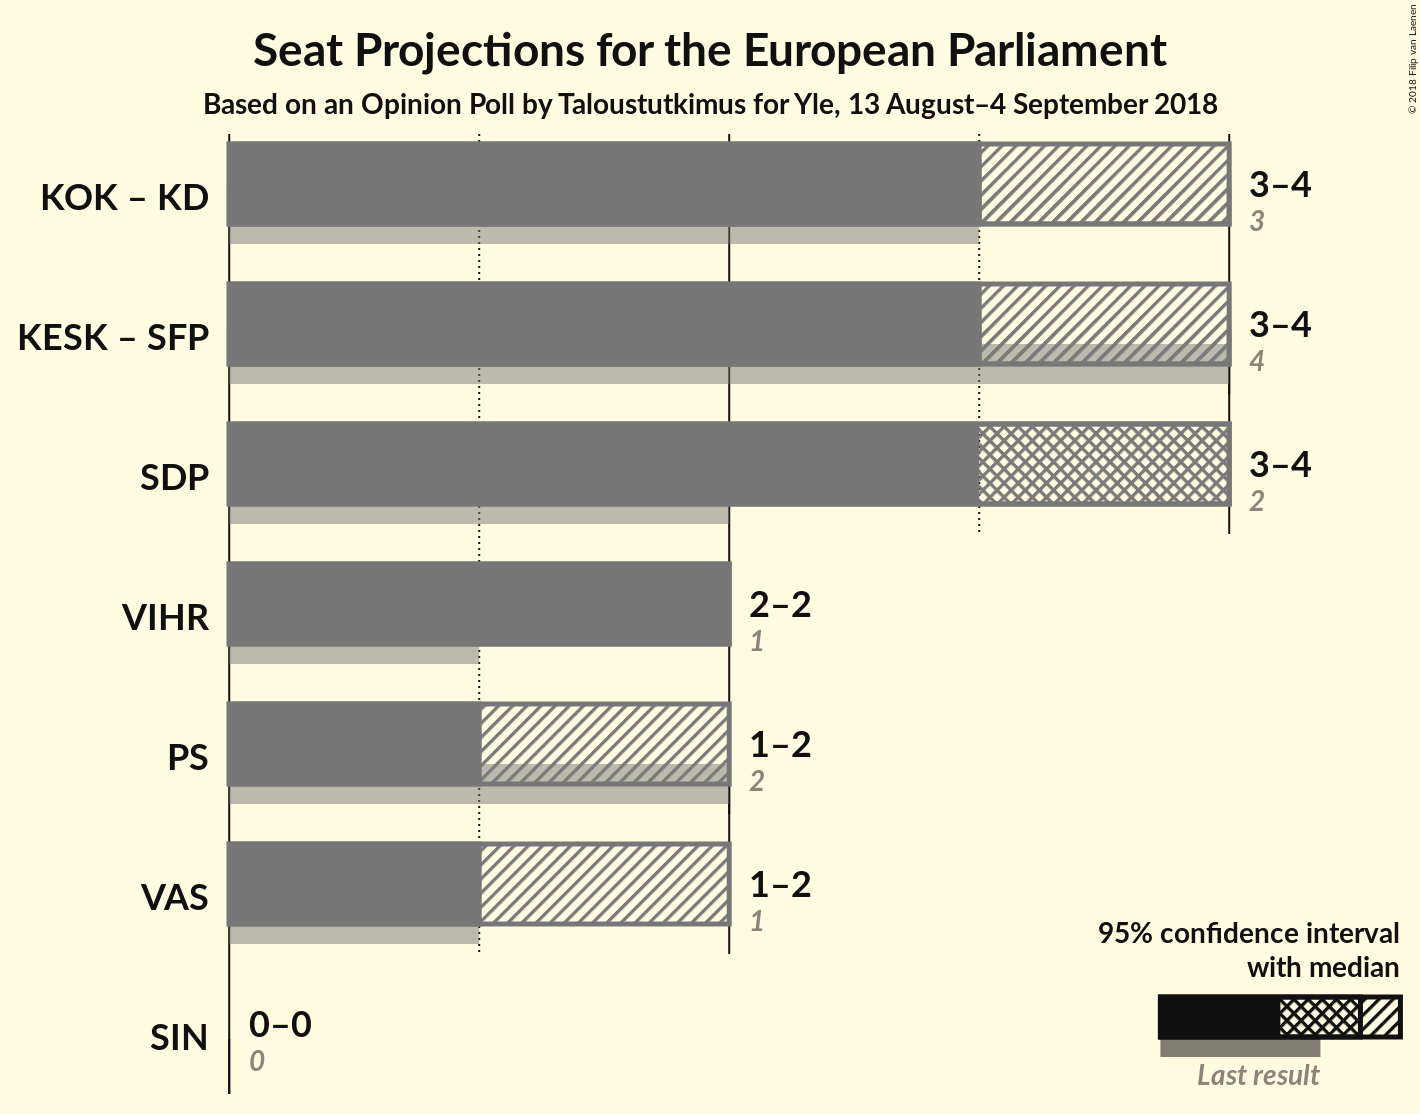 Seat Projections for the European Parliament
Based on an Opinion Poll by Taloustutkimus for Yle, 13 August–4 September 2018
© 2018 Filip van Laenen
KOK – KD
3–4
3
KESK – SFP
3–4
4
SDP
3–4
2
VIHR
2–2
1
PS
1–2
2
VAS
1–2
1
SIN
0–0
0
95% confidence interval
with median
Last result